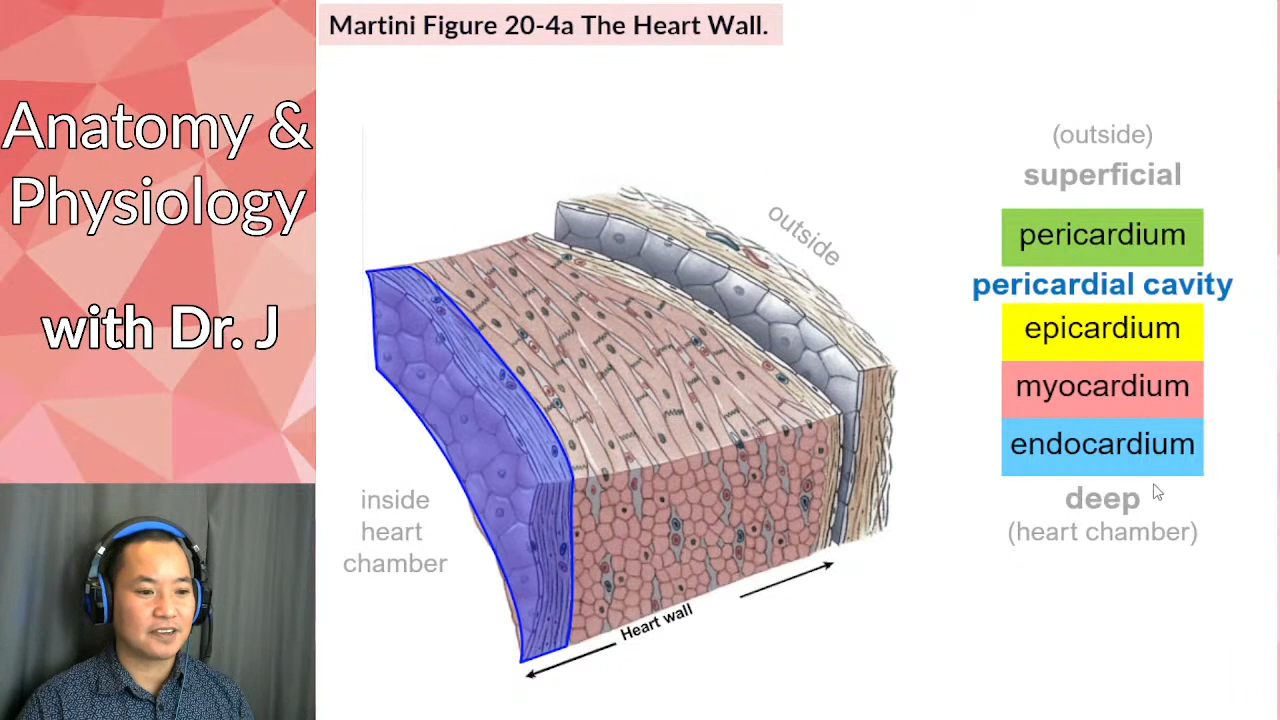 Martini Figure 20-4a The Heart Wall.
Anatomy &
Physiology
with Dr. J
outside
inside
heart
chamber
Heart wall
(outside)
superficial
pericardium
pericardial cavity
epicardium
myocardium
endocardium
deep
(heart chamber)